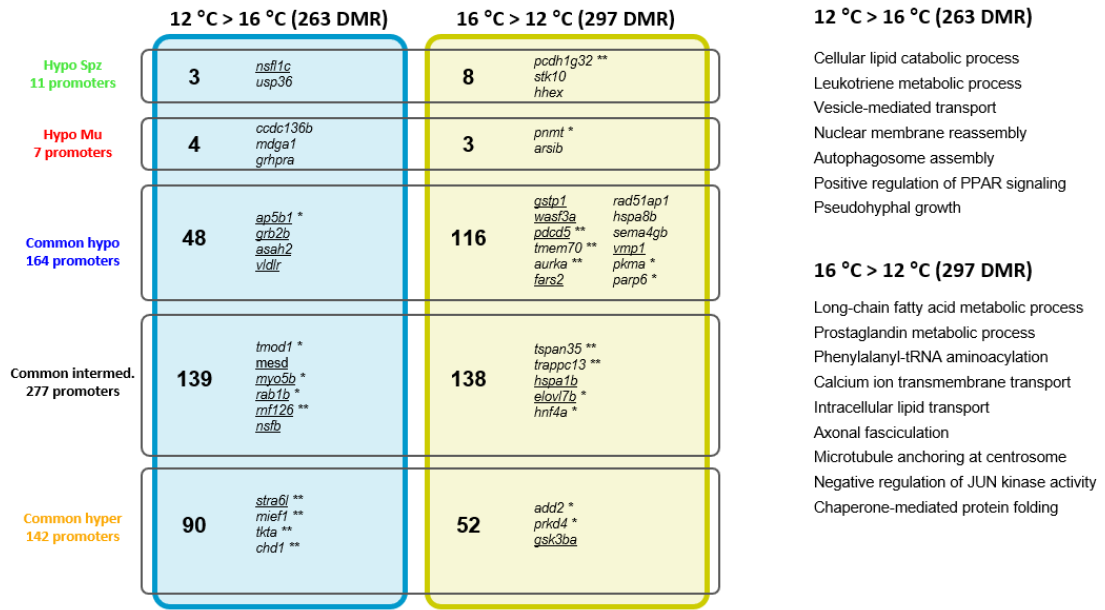 12 °C > 16 °C (263 DMR)
16 °C > 12 °C (297 DMR)
Hypo Spz
11 promoters
3
nsfl1c
usp36
8
pcdh1g32 **
stk10
hhex
Hypo Mu
7 promoters
4
ccdc136b
mdga1
grhpra
3
pnmt *
arsib
Common hypo
164 promoters
48
ap5b1 *
grb2b
asah2
vldlr
116
gstp1
wasf3a
pdcd5 **
tmem70 **
aurka **
fars2
rad51ap1
hspa8b
sema4gb
vmp1
pkma *
parp6 *
Common intermed.
277 promoters
139
tmod1 *
mesd
myo5b *
rab1b *
rnf126 **
nsfb
138
tspan35 **
trappc13 **
hspa1b
elovl7b *
hnf4a *
Common hyper
142 promoters
90
stra6l **
mief1 **
tkta **
chd1 **
52
add2 *
prkd4 *
gsk3ba
12 °C > 16 °C (263 DMR)
Cellular lipid catabolic process
Leukotriene metabolic process
Vesicle-mediated transport
Nuclear membrane reassembly
Autophagosome assembly
Positive regulation of PPAR signaling
Pseudohyphal growth
16 °C > 12 °C (297 DMR)
Long-chain fatty acid metabolic process
Prostaglandin metabolic process
Phenylalanyl-tRNA aminoacylation
Calcium ion transmembrane transport
Intracellular lipid transport
Axonal fasciculation
Microtubule anchoring at centrosome
Negative regulation of JUN kinase activity
Chaperone-mediated protein folding